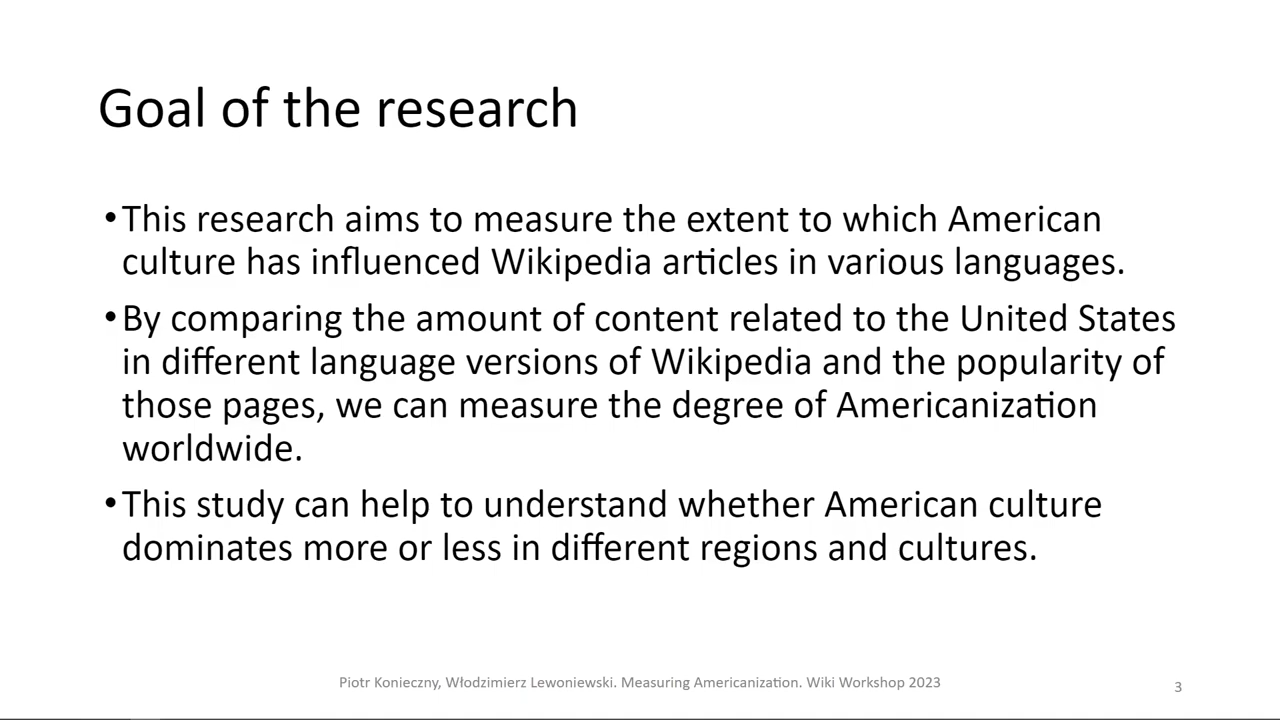 Goal of the research
•This research aims to measure the extent to which American
culture has influenced Wikipedia articles in various languages.
•By comparing the amount of content related to the United States
in different language versions of Wikipedia and the popularity of
those pages, we can measure the degree of Americanization
worldwide.
•This study can help to understand whether American culture
dominates more or less in different regions and cultures.
Piotr Konieczny, Włodzimierz Lewoniewski. Measuring Americanization. Wiki Workshop 2023
3